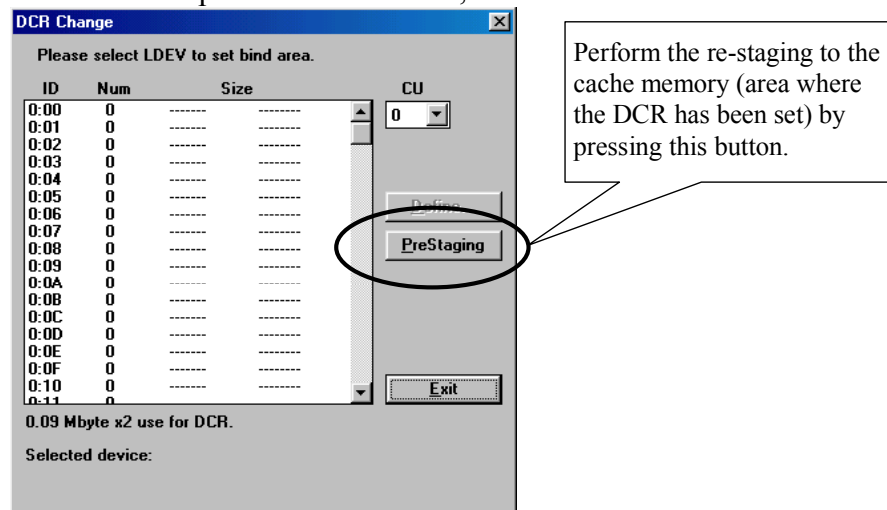 DCR Change
Please select LDEV to set bind area.
ID Num Size CU
0:00 0 ------- -------- 0
0:01 0 ------- --------
0:02 0 ------- --------
0:03 0 ------- --------
0:04 0 ------- --------
0:05 0 ------- --------
0:06 0 ------- --------
0:07 0 ------- --------
0:08 0 ------- --------
0:09 0 ------- --------
0:0A 0 ------- --------
0:0B 0 ------- --------
0:0C 0 ------- --------
0:0D 0 ------- --------
0:0E 0 ------- --------
0:0F 0 ------- --------
0:10 0 ------- --------
0:11 0
Define...
PreStaging
Exit
0.09 Mbyte x2 use for DCR.
Selected device:
Perform the re-staging to the
cache memory (area where
the DCR has been set) by
pressing this button.